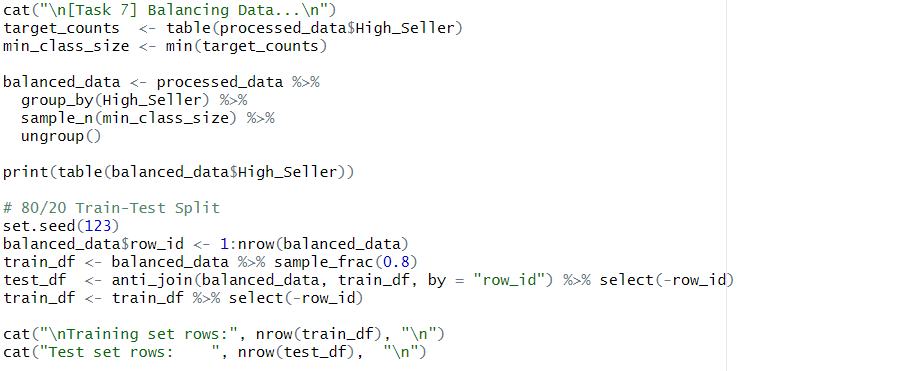 cat("\n[Task 7] Balancing Data...\n")
target_counts  <- table(processed_data$High_Seller)
min_class_size <- min(target_counts)

balanced_data <- processed_data %>%
  group_by(High_Seller) %>%
  sample_n(min_class_size) %>%
  ungroup()

print(table(balanced_data$High_Seller))

# 80/20 Train-Test Split
set.seed(123)
balanced_data$row_id <- 1:nrow(balanced_data)
train_df <- balanced_data %>% sample_frac(0.8)
test_df  <- anti_join(balanced_data, train_df, by = "row_id") %>% select(-row_id)
train_df <- train_df %>% select(-row_id)

cat("\nTraining set rows:", nrow(train_df), "\n")
cat("Test set rows:    ", nrow(test_df),  "\n")